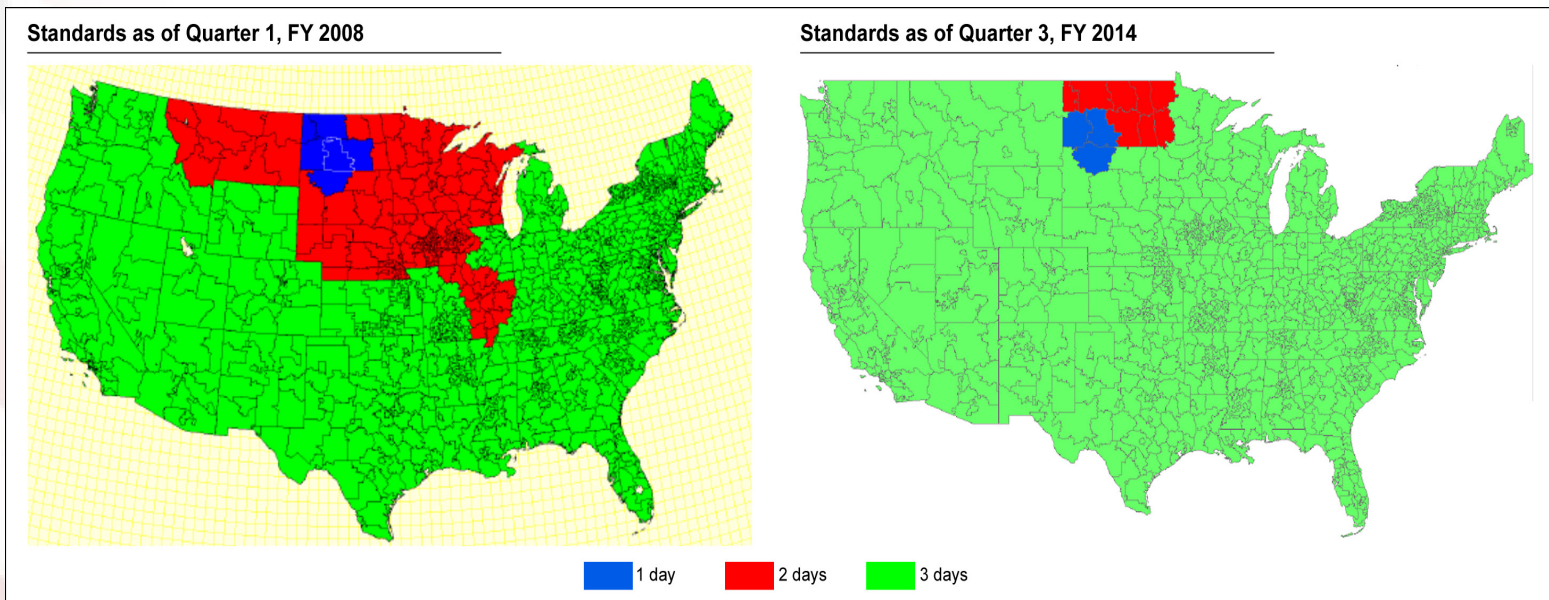 Standards as of Quarter 1, FY 2008
Standards as of Quarter 3, FY 2014
1 day
2 days
3 days